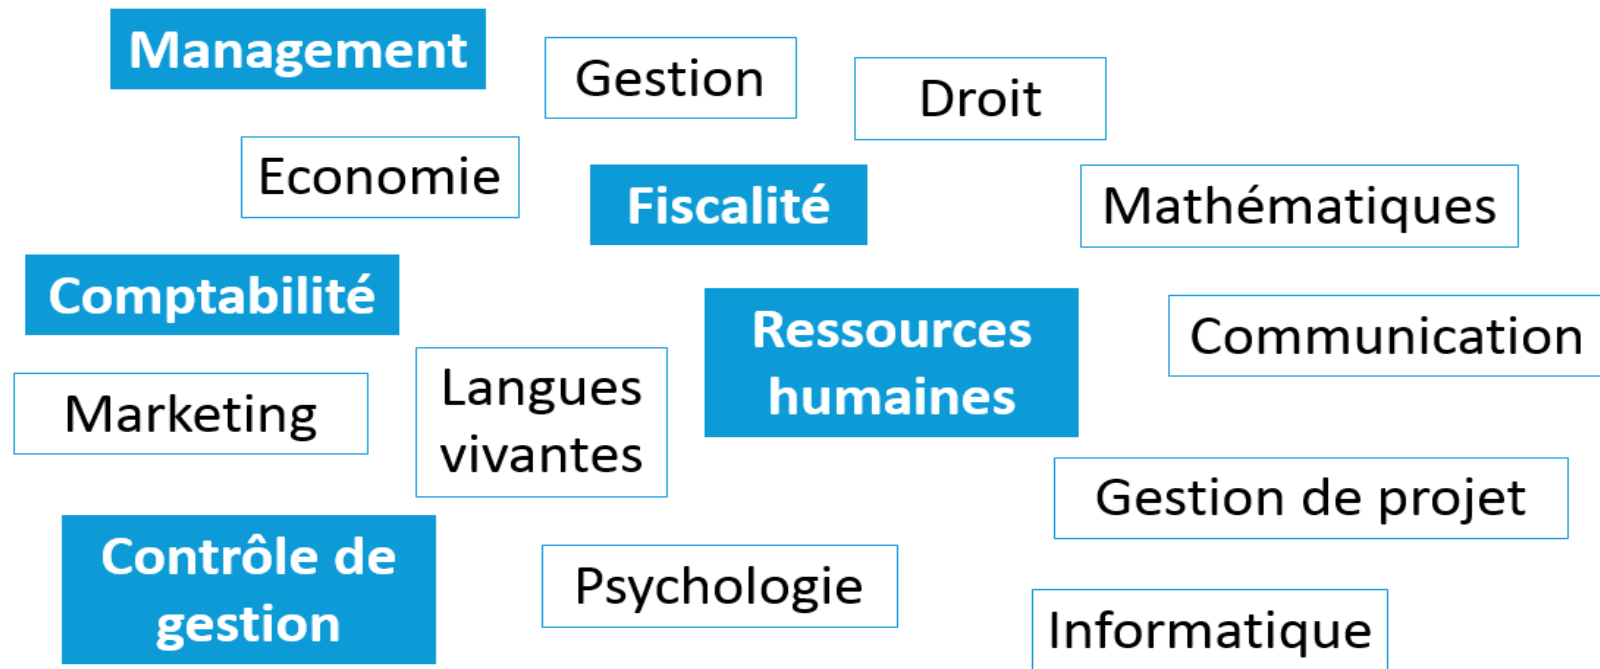 Management
Gestion
Droit
Economie
Fiscalité
Mathématiques
Comptabilité
Ressources
humaines
Communication
Marketing
Langues
vivantes
Gestion de projet
Contrôle de
gestion
Psychologie
Informatique